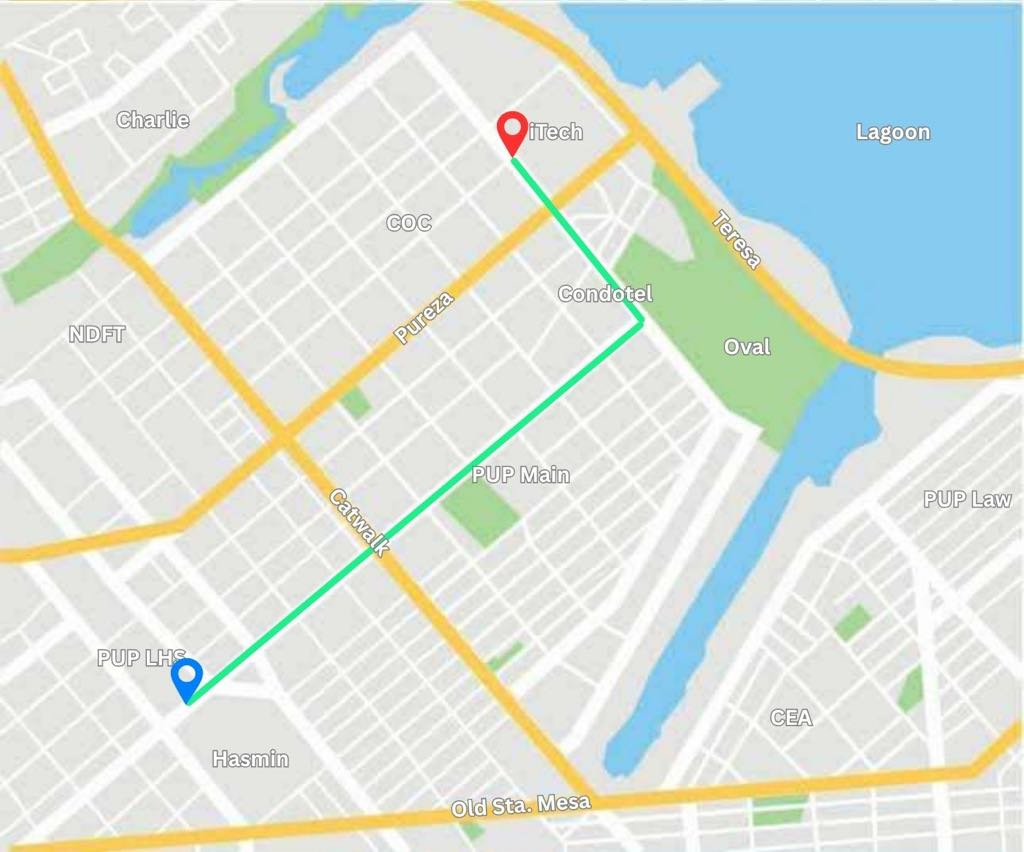 iTech
Charlie
Lagoon
COC
Teresa
Condotel
Pureza
NDFT
Oval
PUP Main
PUP Law
Catwalk
PUP LHS
CEA
Hasmin
Old Sta. Mesa